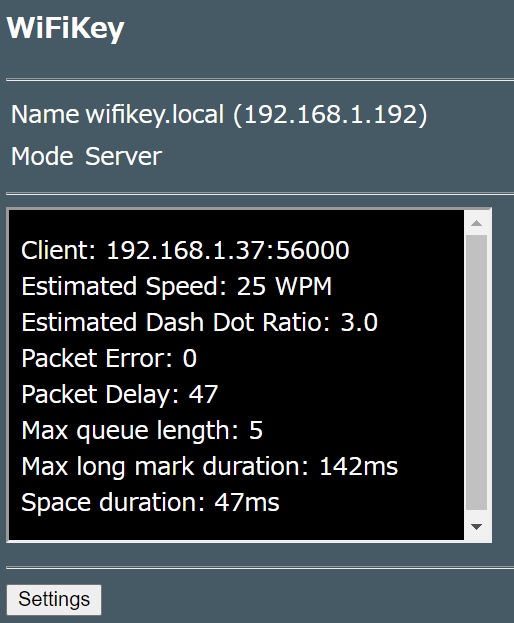 WiFiKey
Name wifikey.local (192.168.1.192)
Mode Server
Client: 192.168.1.37:56000
Estimated Speed: 25 WPM
Estimated Dash Dot Ratio: 3.0
Packet Error: 0
Packet Delay: 47
Max queue length: 5
Max long mark duration: 142ms
Space duration: 47ms
Settings